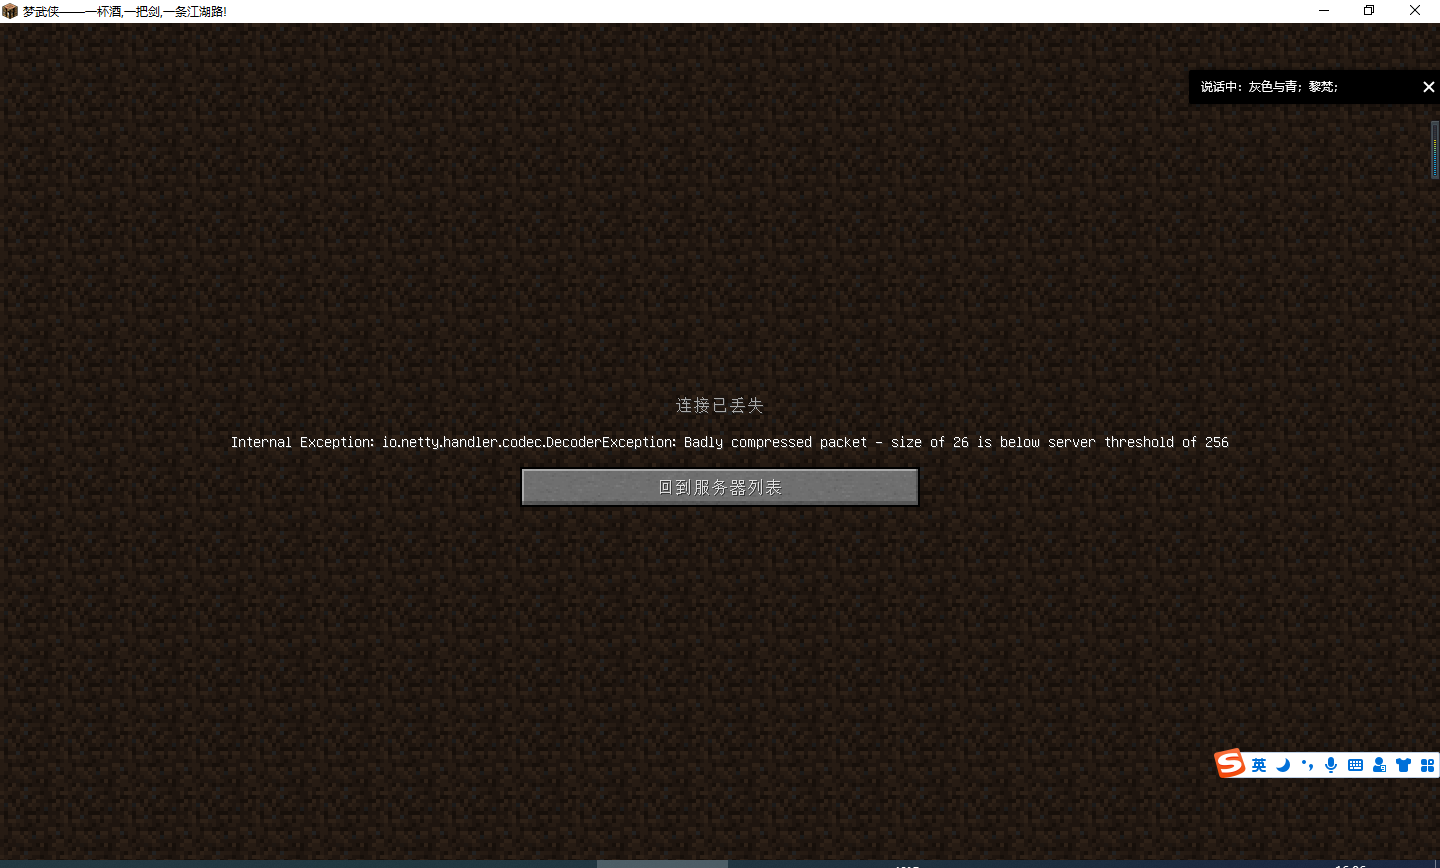 梦武侠——一杯酒,一把剑,一条江湖路!
说话中: 灰色与青; 黎梵;
连接已丢失
Internal Exception: io.netty.handler.codec.DecoderException: Badly compressed packet - size of 26 is below server threshold of 256
回到服务器列表
英